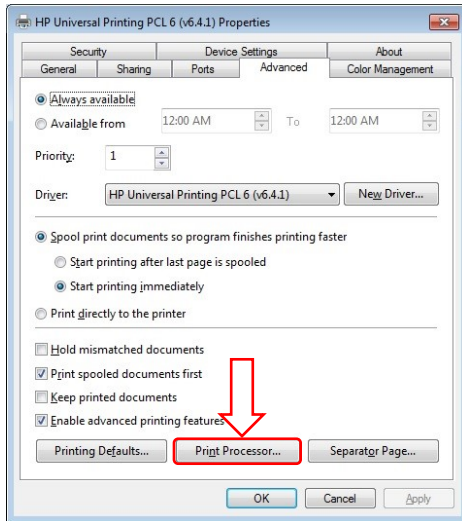 HP Universal Printing PCL 6 (v6.4.1) Properties
Security Device Settings About
General Sharing Ports Advanced Color Management
Always available
Available from 12:00 AM To 12:00 AM
Priority: 1
Driver: HP Universal Printing PCL 6 (v6.4.1) New Driver...
Spool print documents so program finishes printing faster
Start printing after last page is spooled
Start printing immediately
Print directly to the printer
Hold mismatched documents
Print spooled documents first
Keep printed documents
Enable advanced printing features
Printing Defaults... Print Processor... Separator Page...
OK Cancel Apply